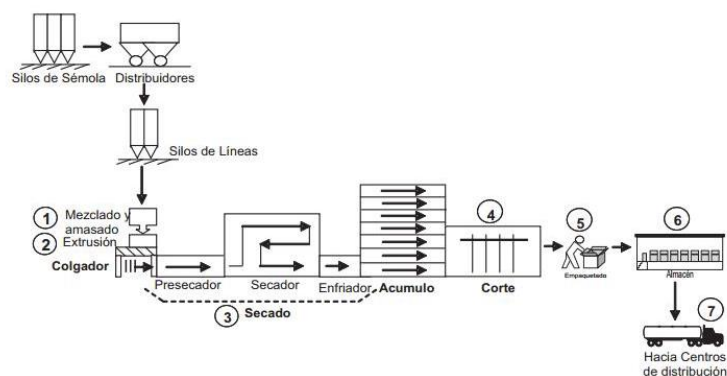 Silos de Sémola
Distribuidores
Silos de Líneas
1
Mezclado y
amasado
2
Extrusión
Colgador
Presecador
Secador
Enfriador
Acumulo
Corte
3
Secado
4
5
Empaquetado
6
Almacén
7
Hacia Centros
de distribución